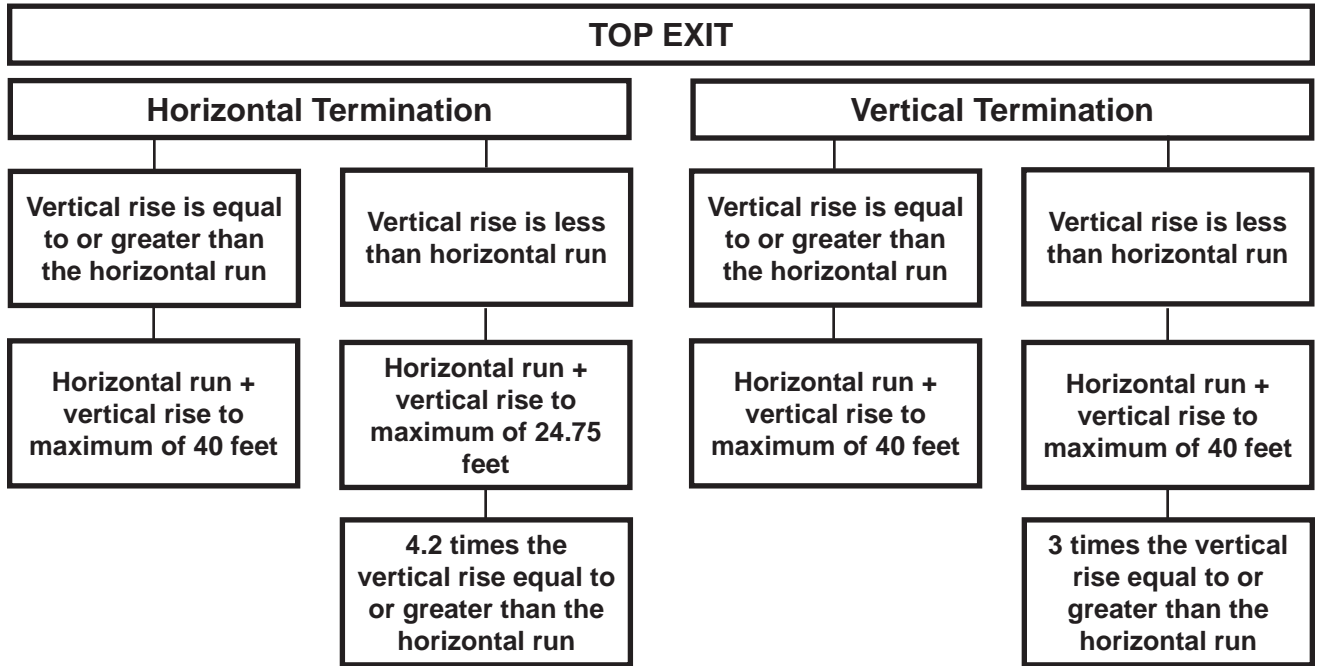 TOP EXIT
Horizontal Termination
Vertical rise is equal
to or greater than
the horizontal run
Horizontal run +
vertical rise to
maximum of 40 feet
Vertical rise is less
than horizontal run
Horizontal run +
vertical rise to
maximum of 24.75
feet
4.2 times the
vertical rise equal to
or greater than the
horizontal run
Vertical Termination
Vertical rise is equal
to or greater than
the horizontal run
Horizontal run +
vertical rise to
maximum of 40 feet
Vertical rise is less
than horizontal run
Horizontal run +
vertical rise to
maximum of 40 feet
3 times the vertical
rise equal to or
greater than the
horizontal run